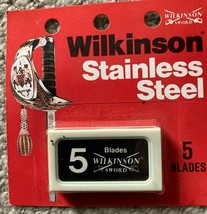 WILKINSON
SWORD
Wilkinson
Stainless
Steel
5
Blades
WILKINSON
SWORD
5
BLADES